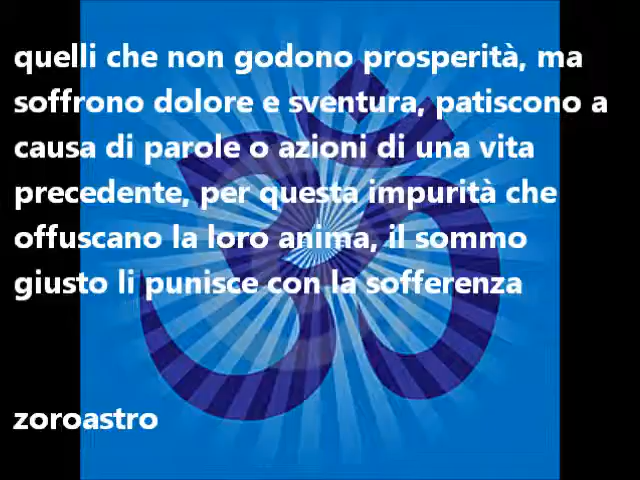 quelli che non godono prosperità, ma
soffrono dolore e sventura, patiscono a
causa di parole o azioni di una vita
precedente, per questa impurità che
offuscano la loro anima, il sommo
giusto li punisce con la sofferenza
zoroastro